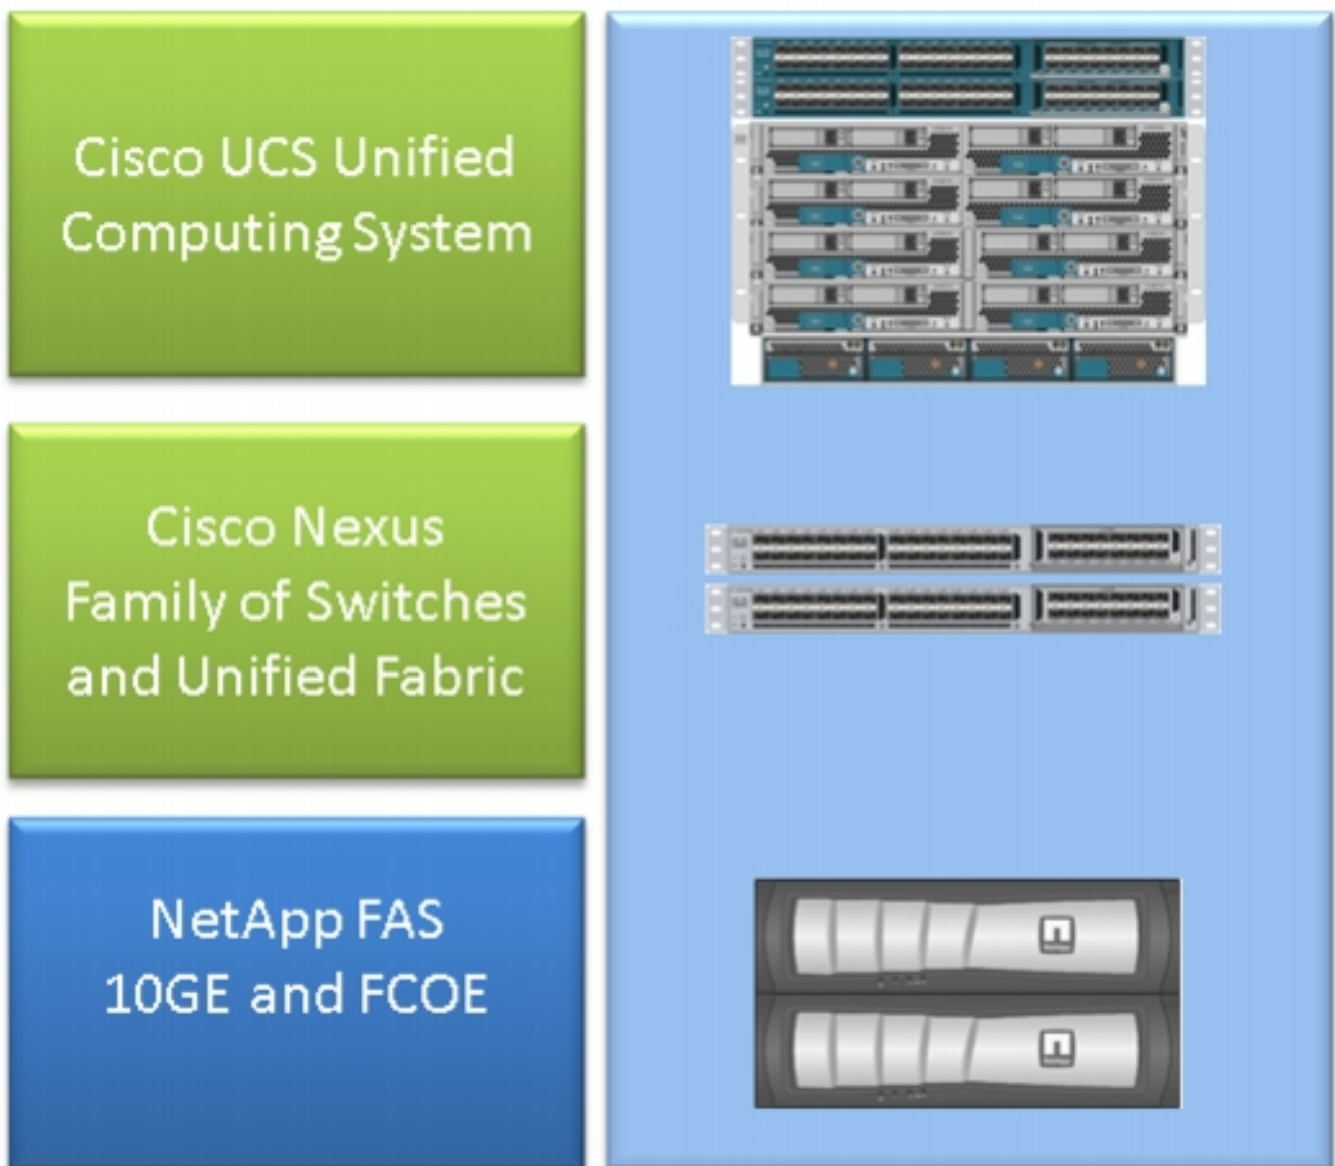 Cisco UCS Unified
Computing System
Cisco Nexus
Family of Switches
and Unified Fabric
NetApp FAS
10GE and FCOE